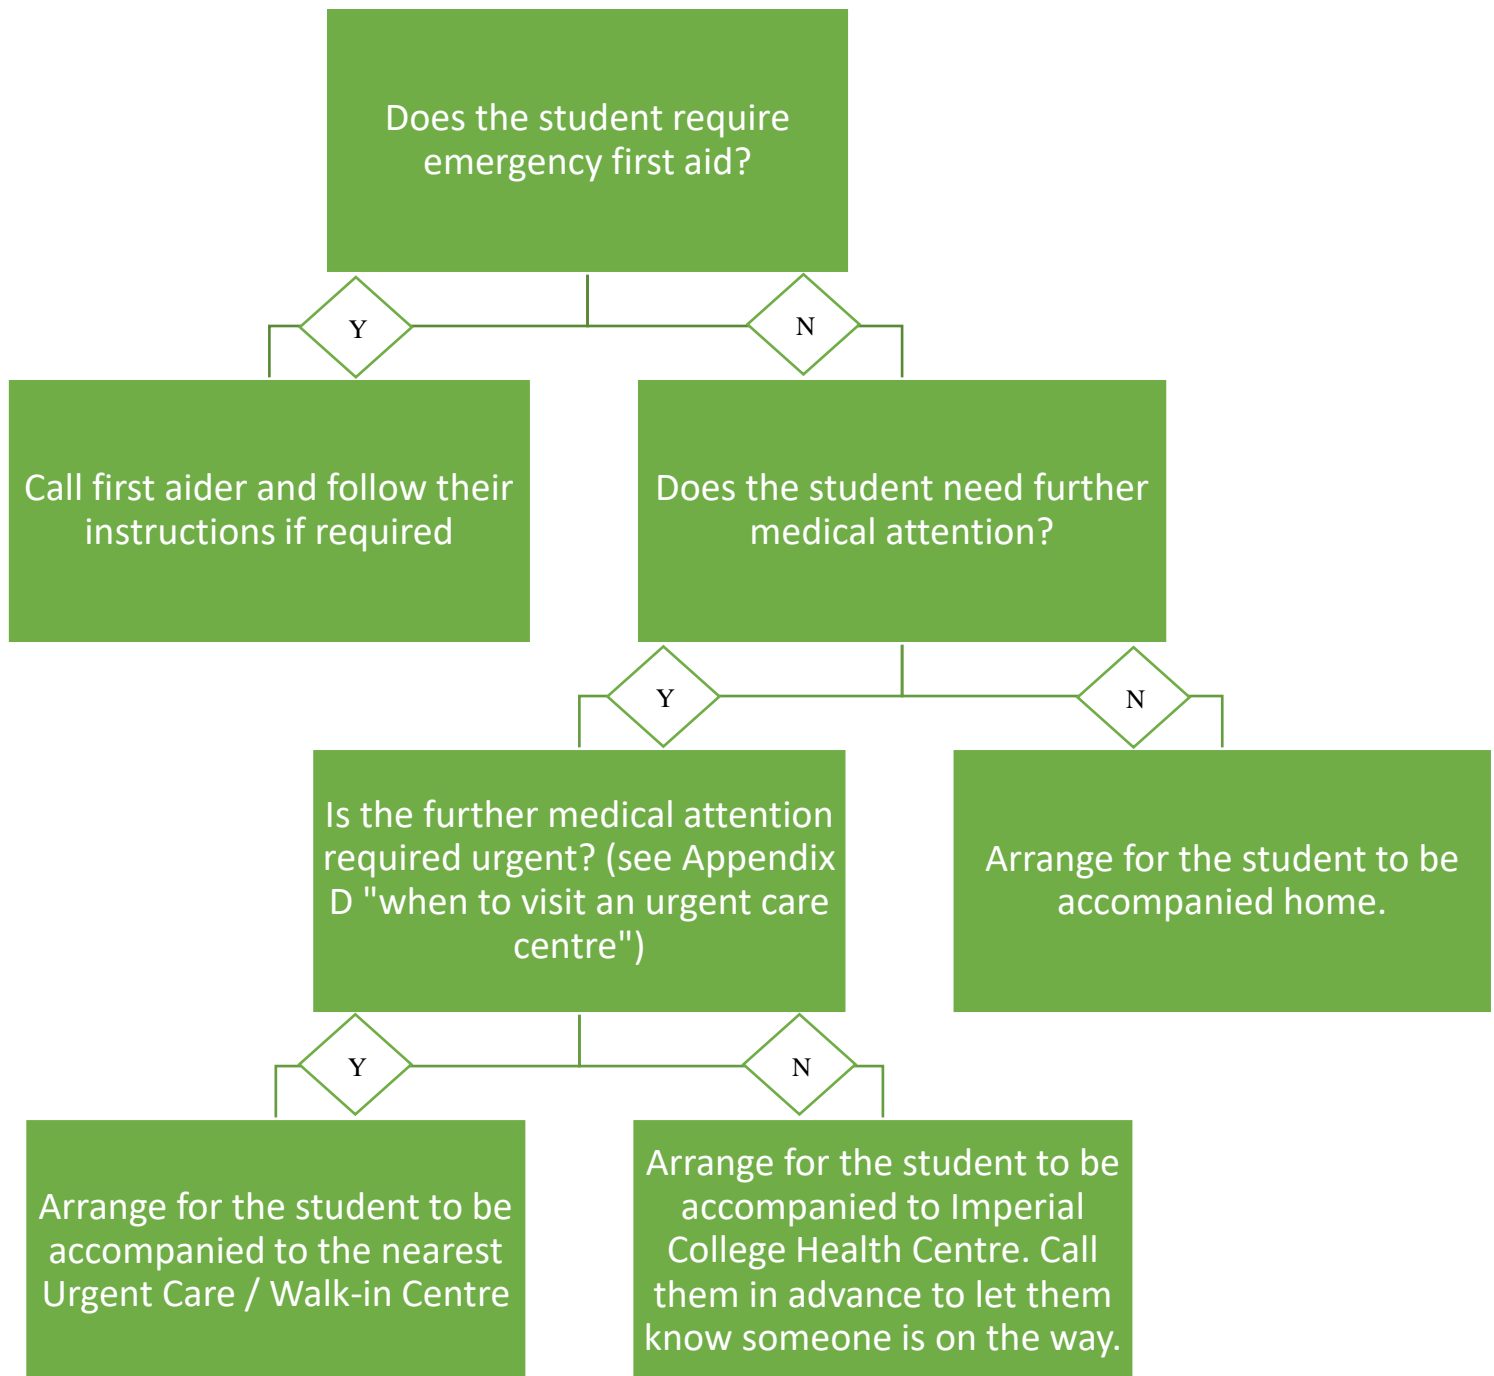 Does the student require
emergency first aid?
Y
N
Call first aider and follow their
instructions if required
Does the student need further
medical attention?
Y
N
Is the further medical attention
required urgent? (see Appendix
D "when to visit an urgent care
centre")
Arrange for the student to be
accompanied home.
Y
N
Arrange for the student to be
accompanied to the nearest
Urgent Care / Walk-in Centre
Arrange for the student to be
accompanied to Imperial
College Health Centre. Call
them in advance to let them
know someone is on the way.